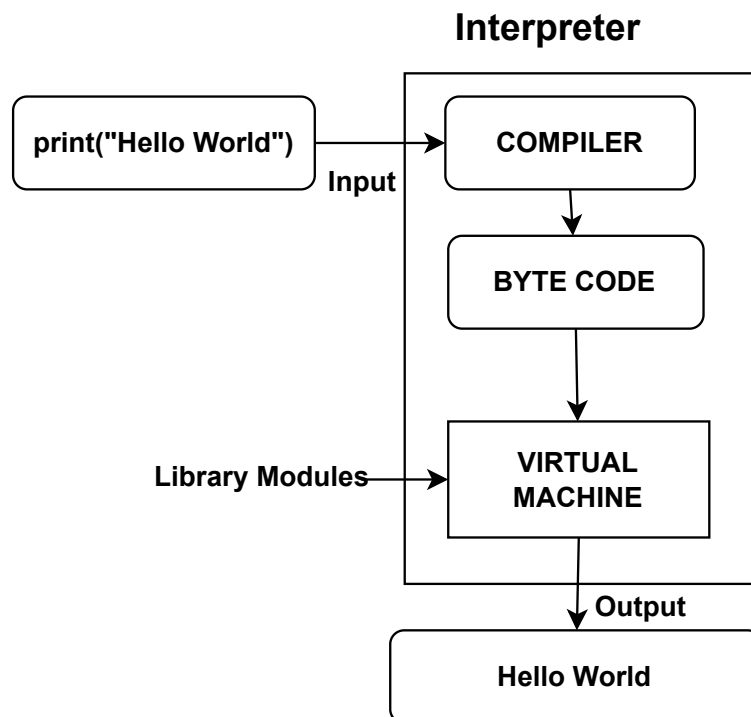 Interpreter
print("Hello World")
Input
COMPILER
BYTE CODE
Library Modules
VIRTUAL
MACHINE
Output
Hello World